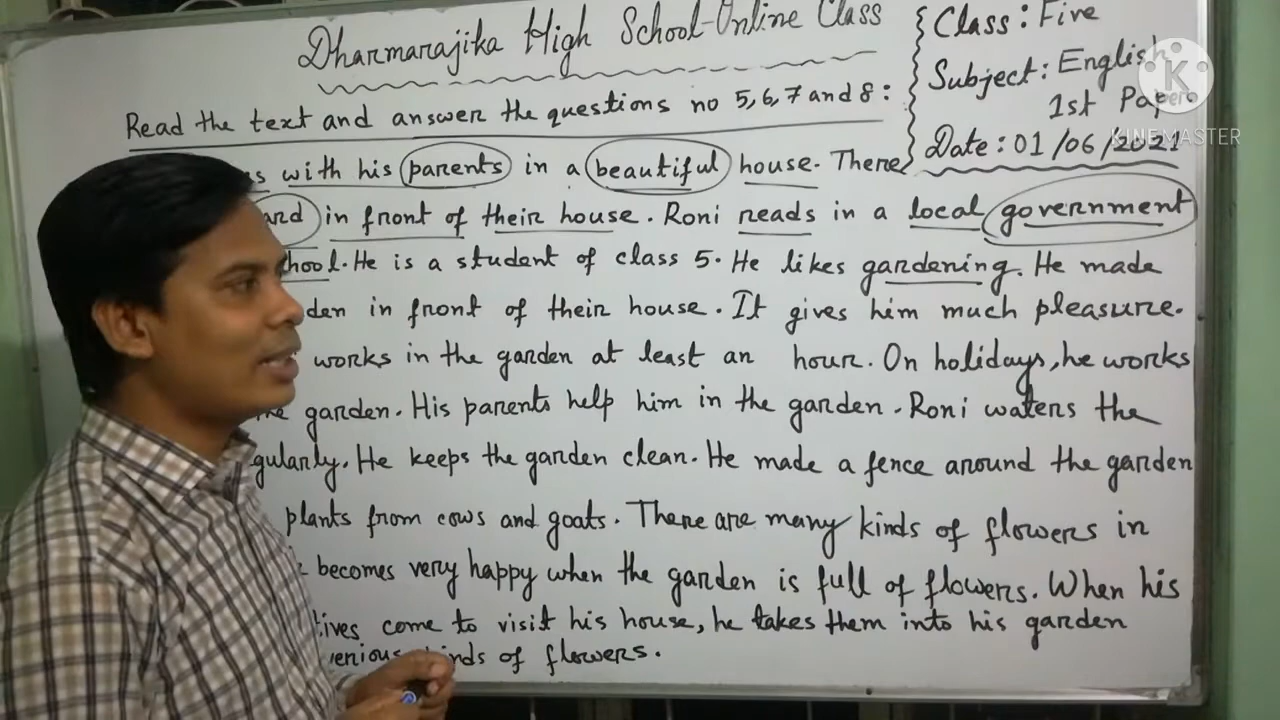 Dharmarajika High School-Online Class
Class: Five
Subject: English
1st Paper
Date: 01/06/2021
KINEMASTER
Read the text and answer the questions no 5, 6, 7 and 8:
with his parents in a beautiful house. There
in front of their house. Roni reads in a local government
hool. He is a student of class 5. He likes gardening. He made
den in front of their house. It gives him much pleasure.
works in the garden at least an hour. On holidays, he works
garden. His parents help him in the garden. Roni waters the
gularly. He keeps the garden clean. He made a fence around the garden
plants from cows and goats. There are many kinds of flowers in
becomes very happy when the garden is full of flowers. When his
tives come to visit his house, he takes them into his garden
kinds of flowers.